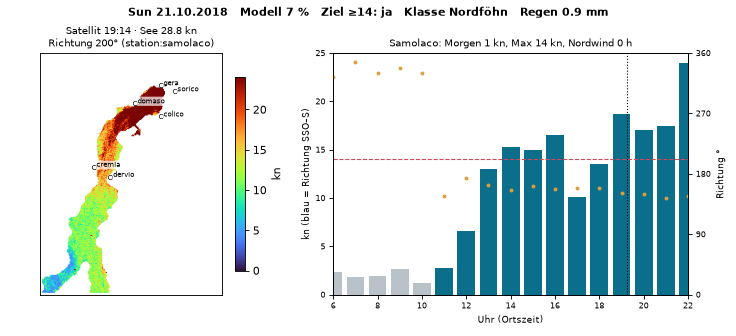 Sun 21.10.2018   Modell 7 %   Ziel ≥14: ja   Klasse Nordföhn   Regen 0.9 mm
Satellit 19:14 · See 28.8 kn
Richtung 200° (station:samolaco)
gera
sorico
domaso
colico
cremia
dervio
20
15
10
5
0
kn
Samolaco: Morgen 1 kn, Max 14 kn, Nordwind 0 h
25
20
15
10
5
0
kn (blau = Richtung SSO–S)
6 8 10 12 14 16 18 20 22
Uhr (Ortszeit)
360
270
180
90
0
Richtung °